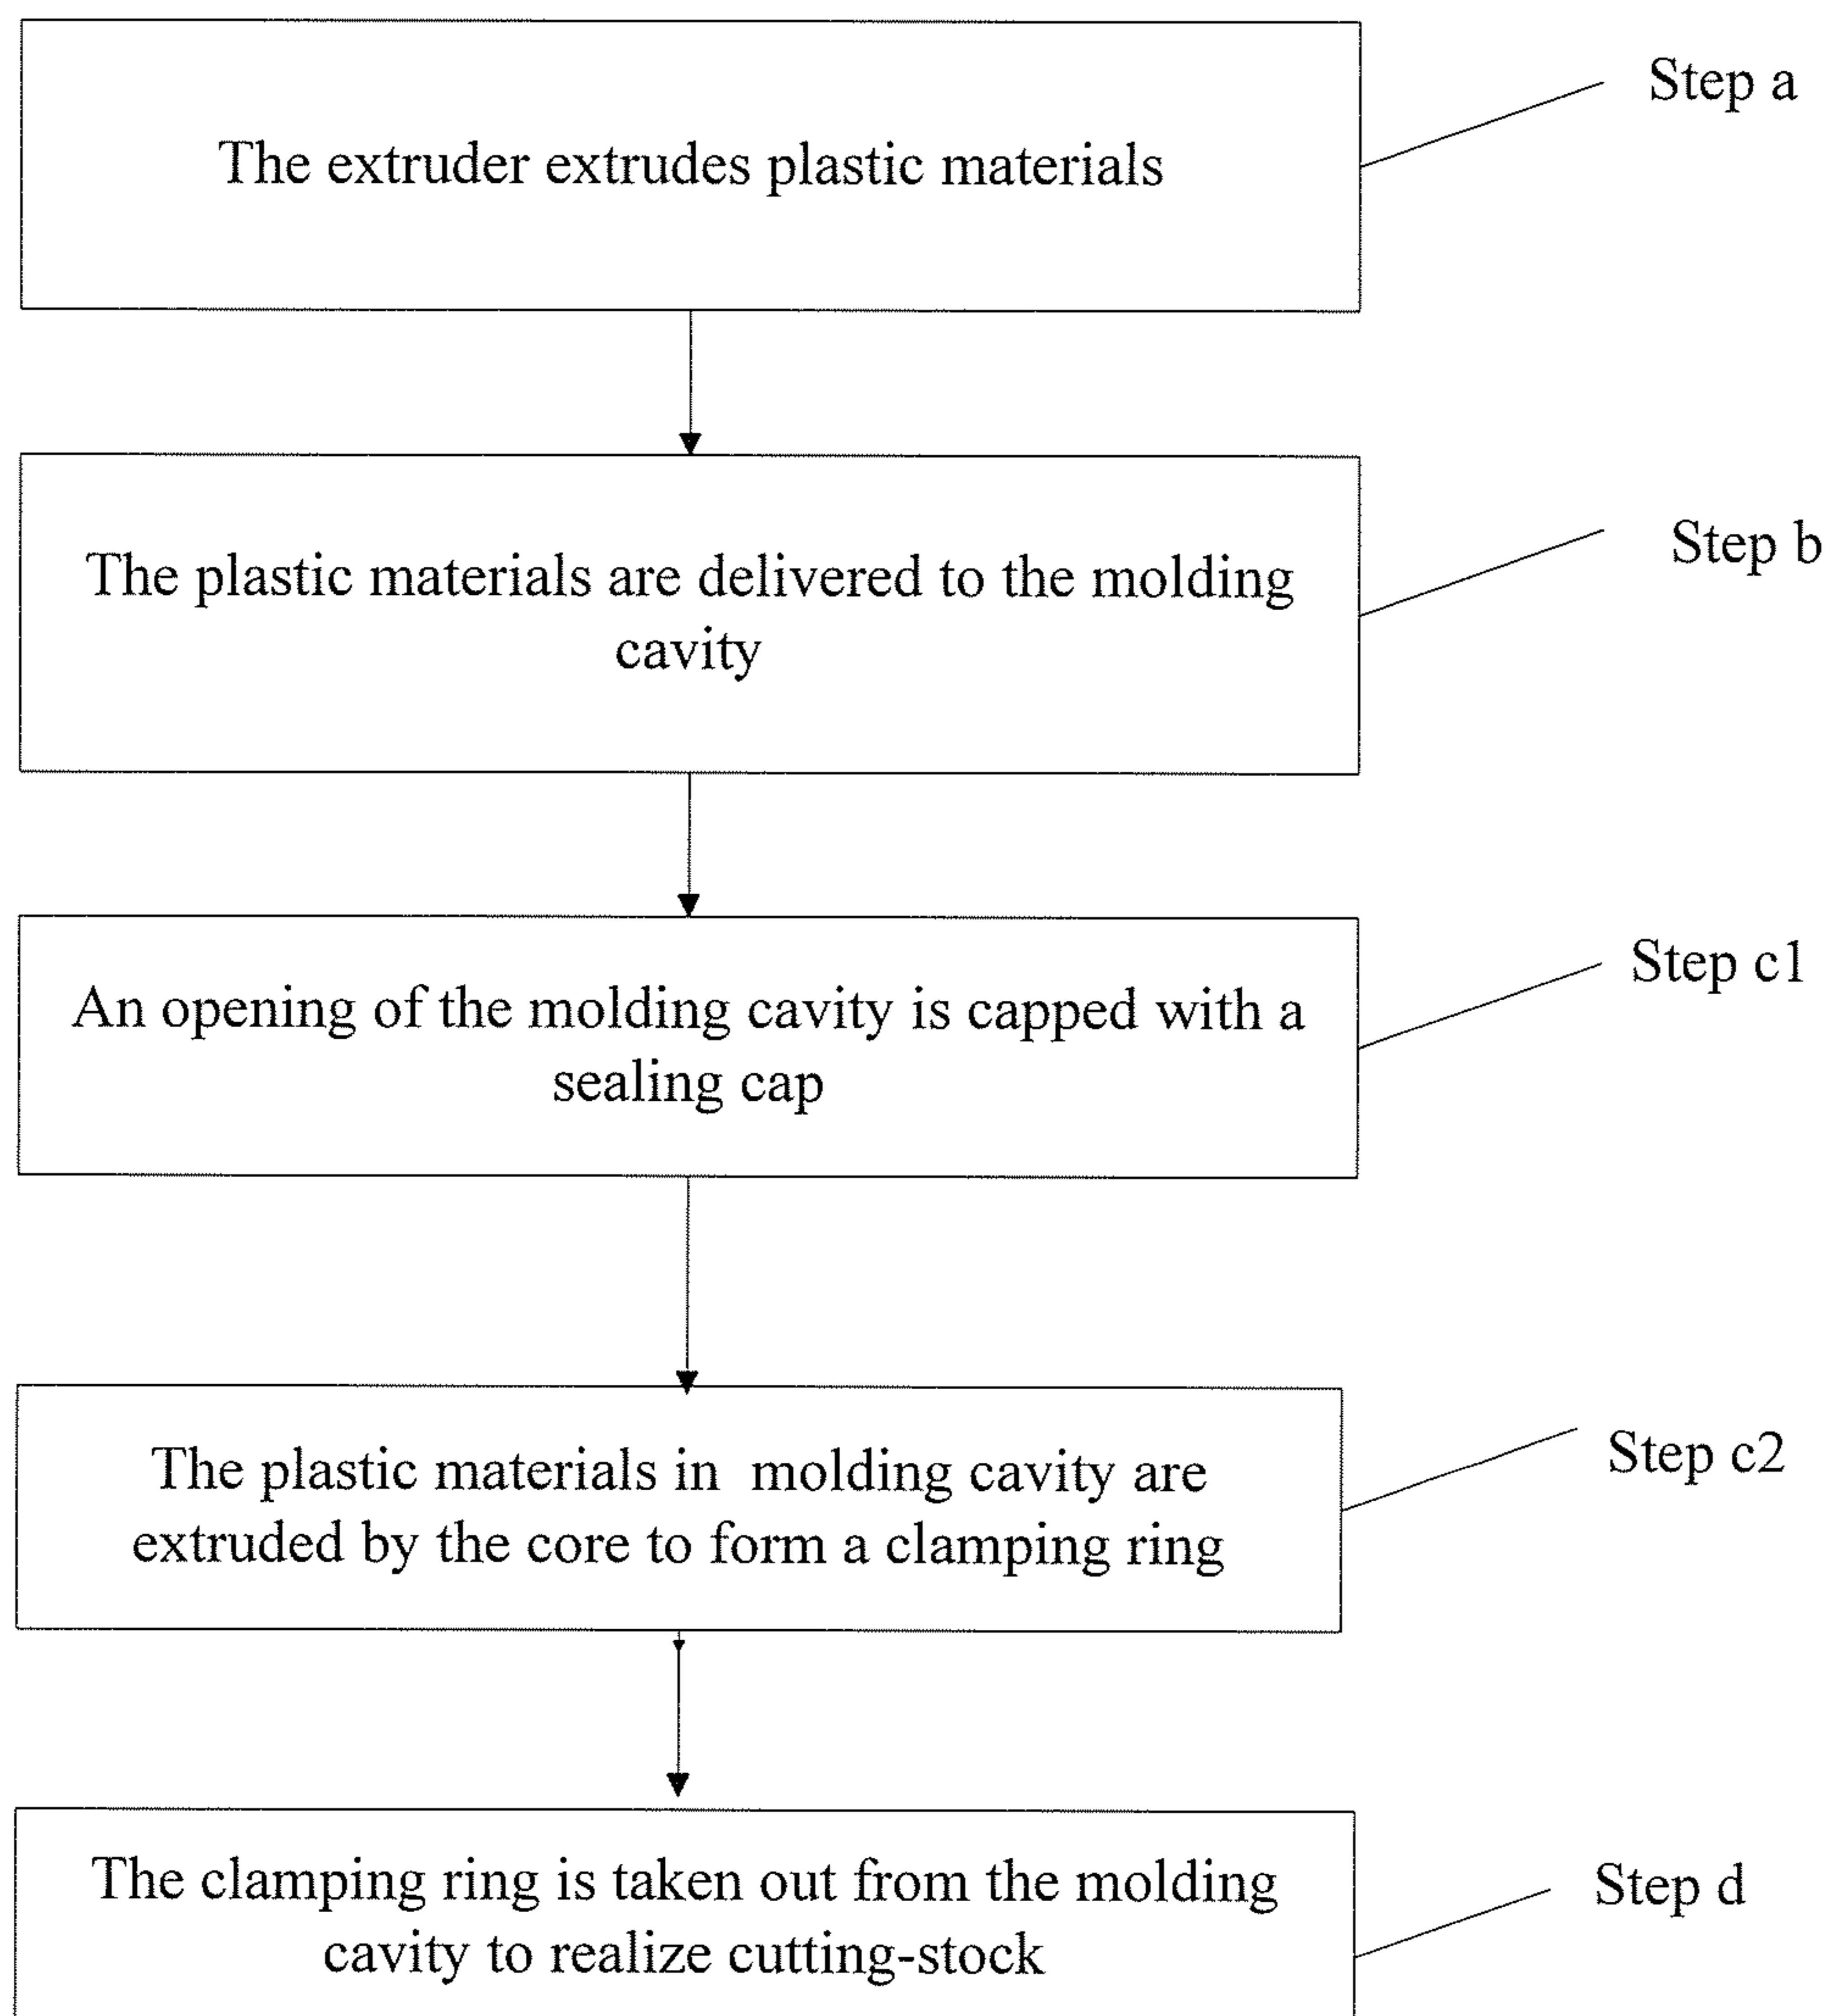 The extruder extrudes plastic materials
Step a
The plastic materials are delivered to the molding
cavity
Step b
An opening of the molding cavity is capped with a
sealing cap
Step c1
The plastic materials in  molding cavity are
extruded by the core to form a clamping ring
Step c2
The clamping ring is taken out from the molding
cavity to realize cutting-stock
Step d